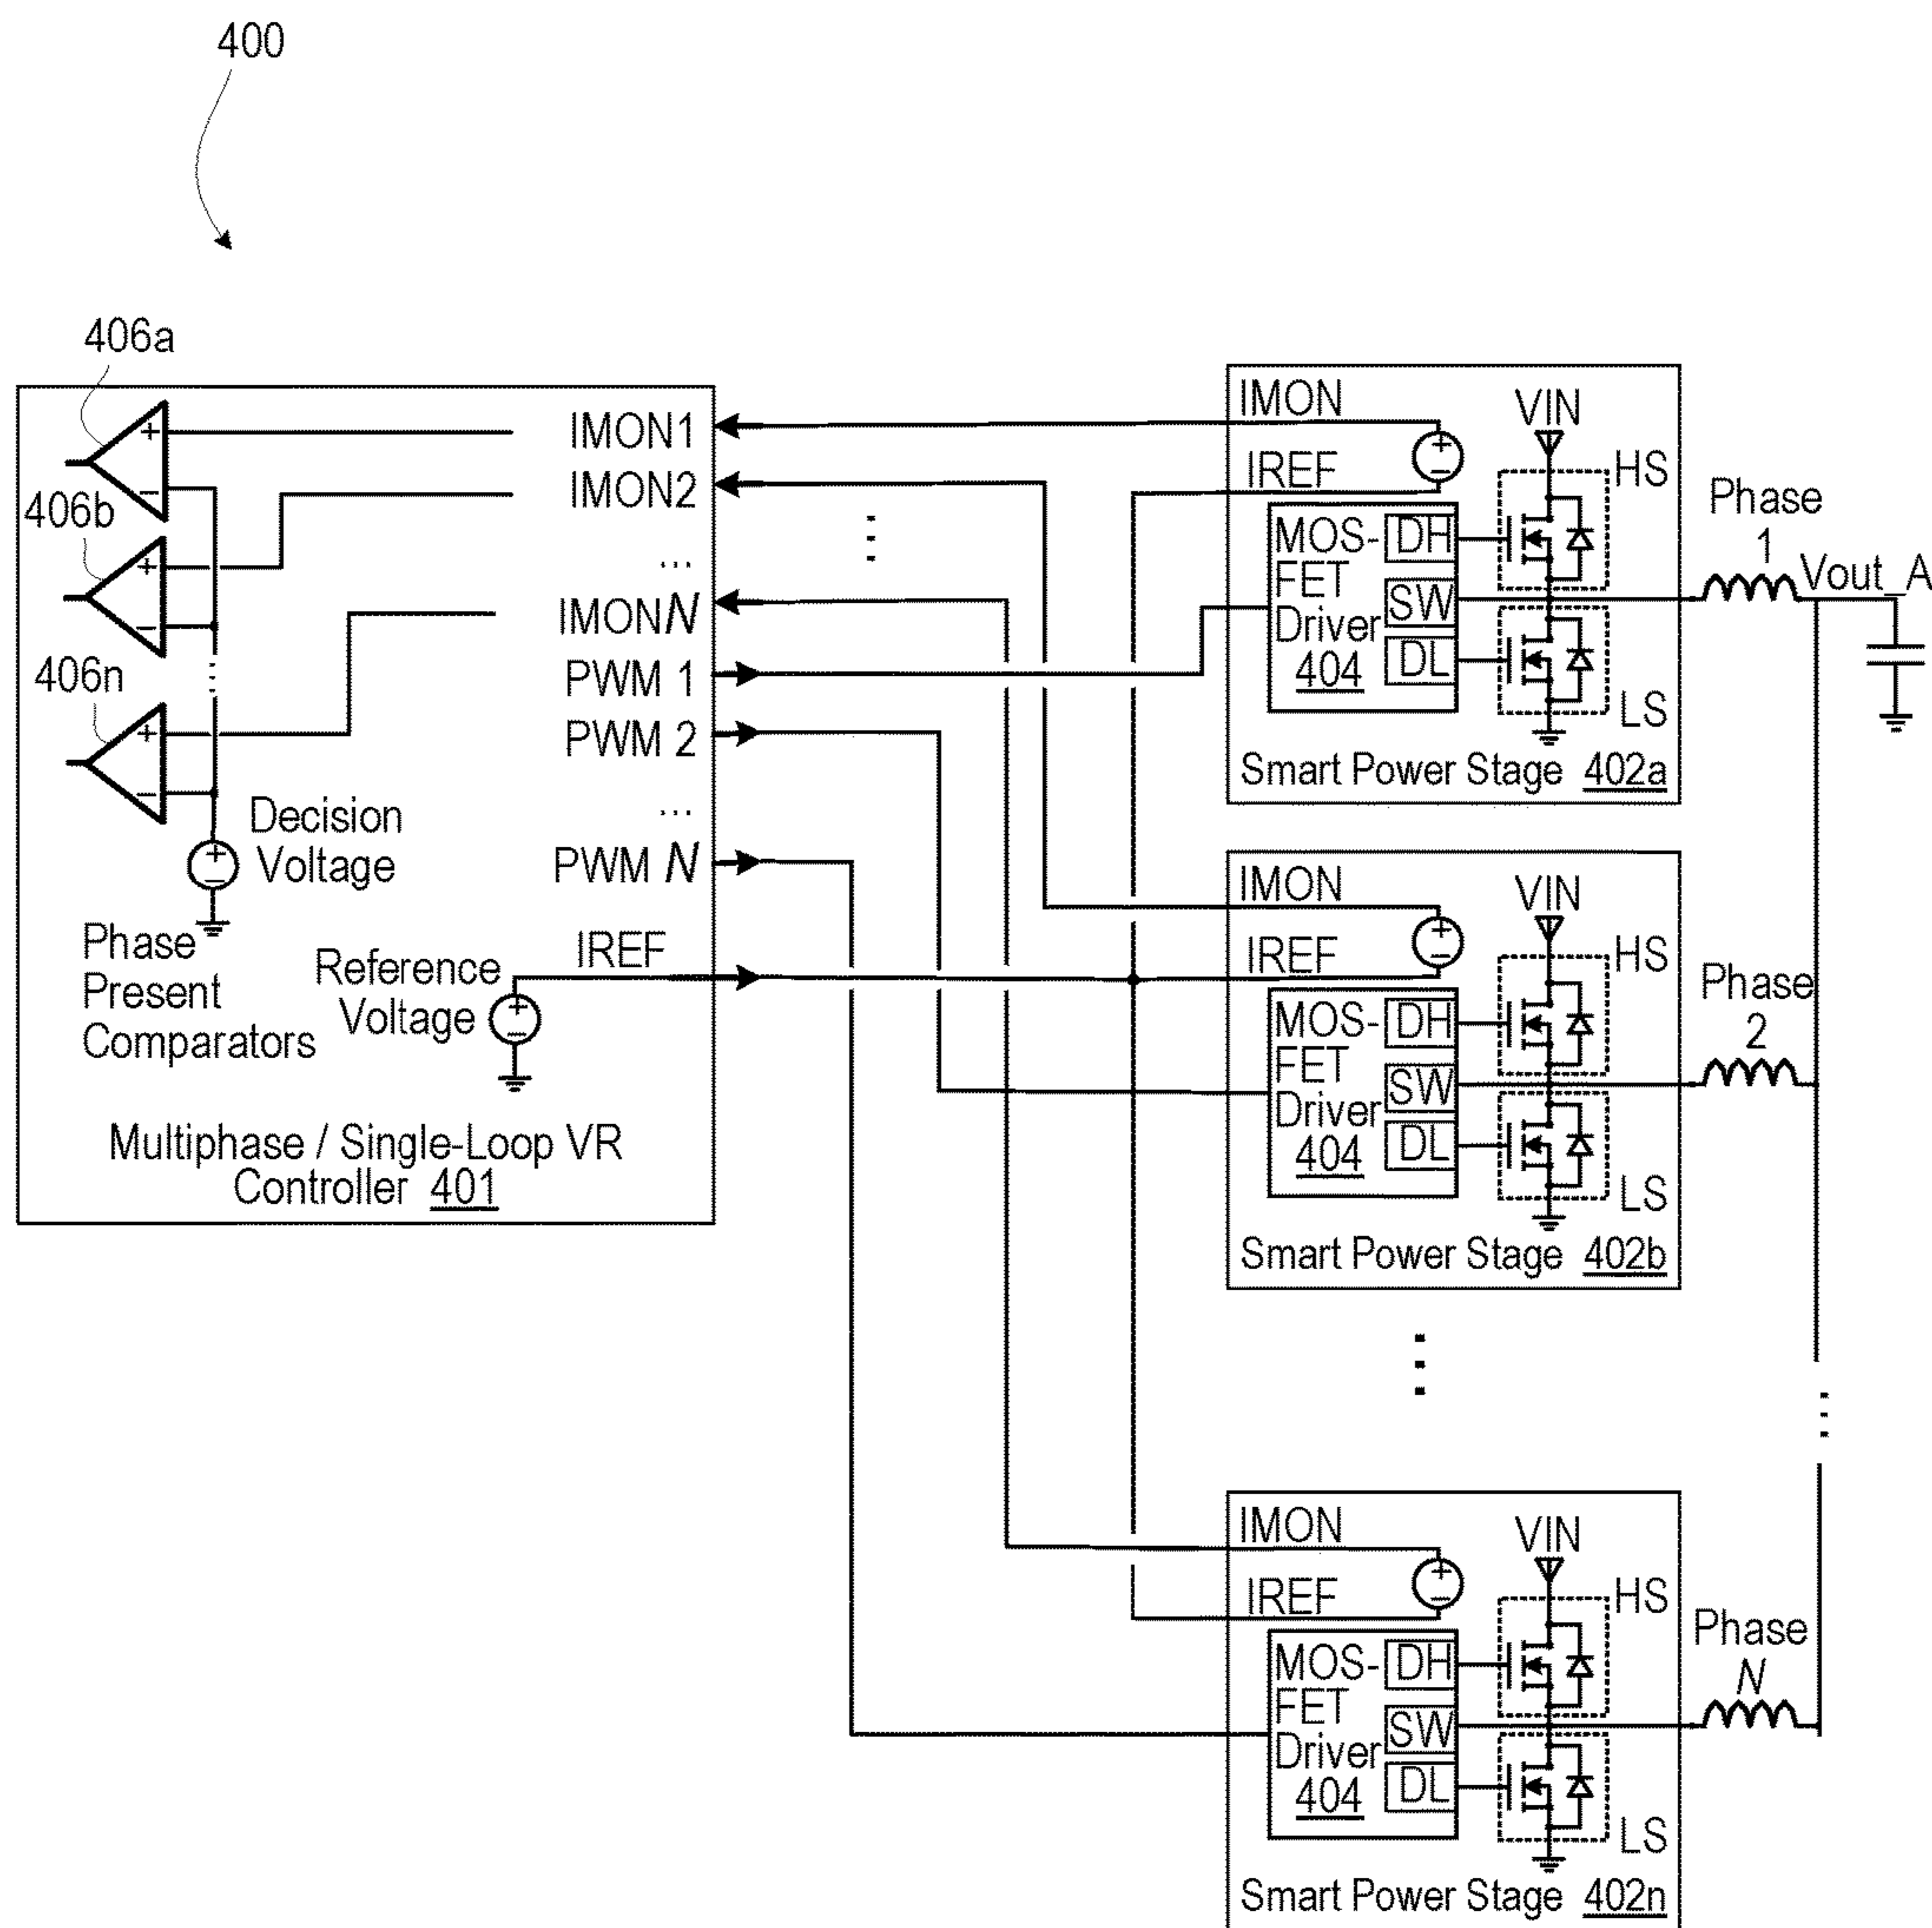 400
406a
406b
406n
IMON1
IMON2
...
IMONN
PWM 1
PWM 2
...
PWM N
IREF
Decision
Voltage
Phase
Present
Comparators
Reference
Voltage
Multiphase / Single-Loop VR
Controller 401
IMON
IREF
VIN
HS
MOS-
FET
Driver
404
DH
SW
DL
LS
Smart Power Stage 402a
Phase
1
Vout_A
IMON
IREF
VIN
HS
MOS-
FET
Driver
404
DH
SW
DL
LS
Smart Power Stage 402b
Phase
2
IMON
IREF
VIN
HS
MOS-
FET
Driver
404
DH
SW
DL
LS
Smart Power Stage 402n
Phase
N